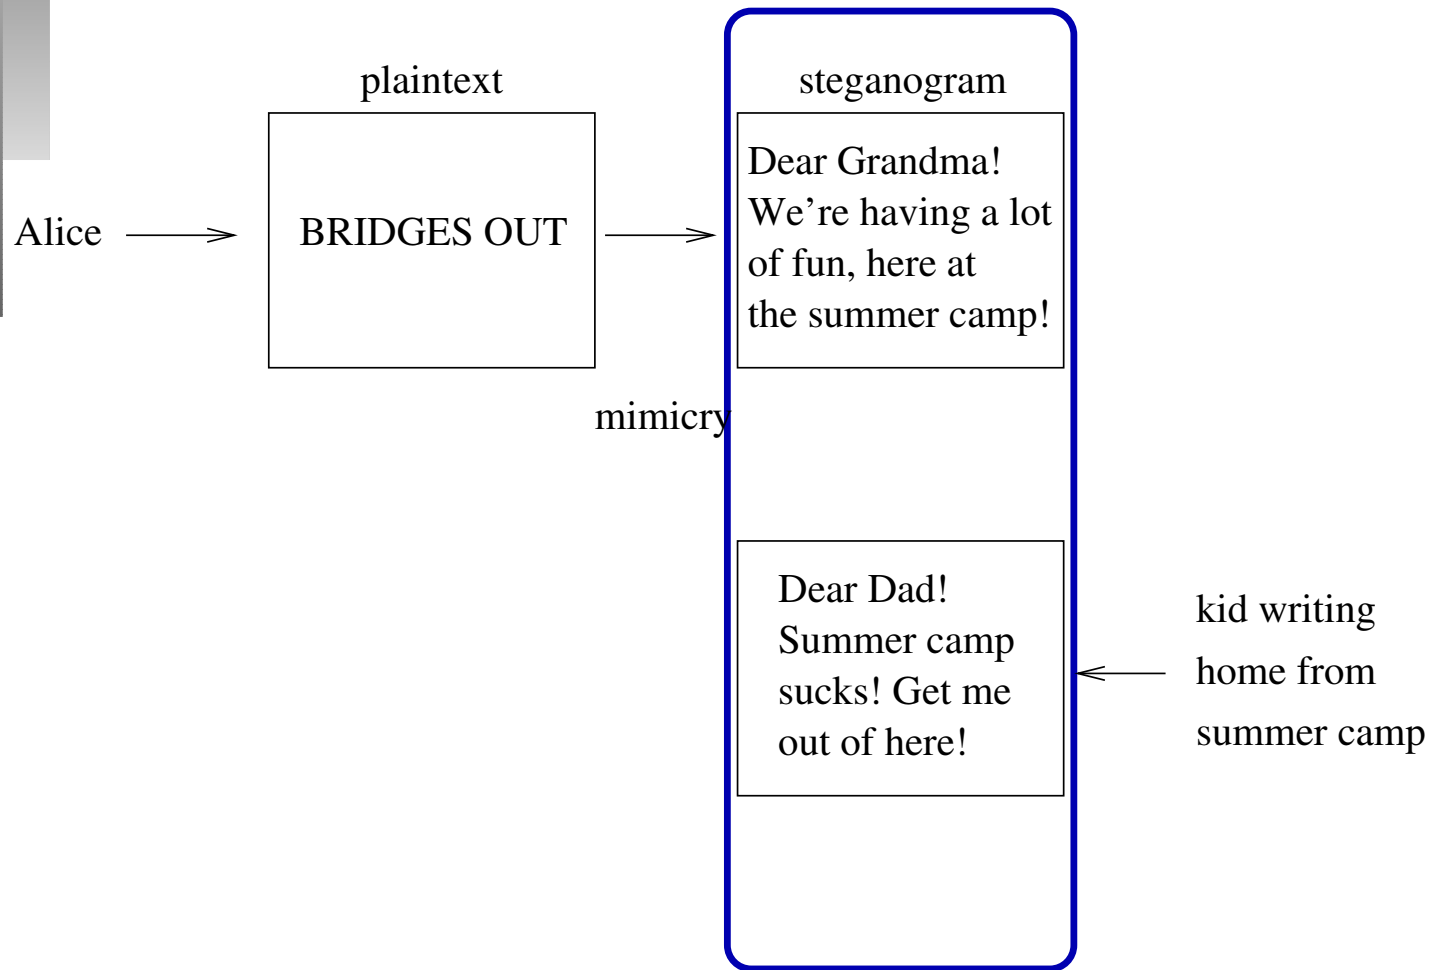 plaintext
steganogram
Alice
BRIDGES OUT
Dear Grandma!
We're having a lot
of fun, here at
the summer camp!
mimicry
Dear Dad!
Summer camp
sucks! Get me
out of here!
kid writing
home from
summer camp